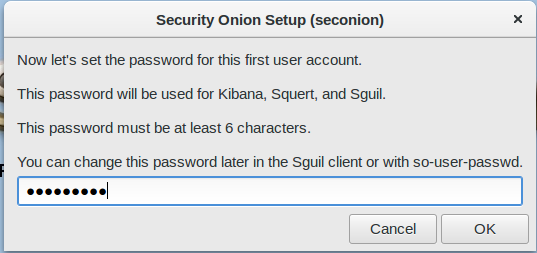 Security Onion Setup (seconion)
Now let's set the password for this first user account.
This password will be used for Kibana, Squert, and Sguil.
This password must be at least 6 characters.
You can change this password later in the Sguil client or with so-user-passwd.
●●●●●●●●●
Cancel OK